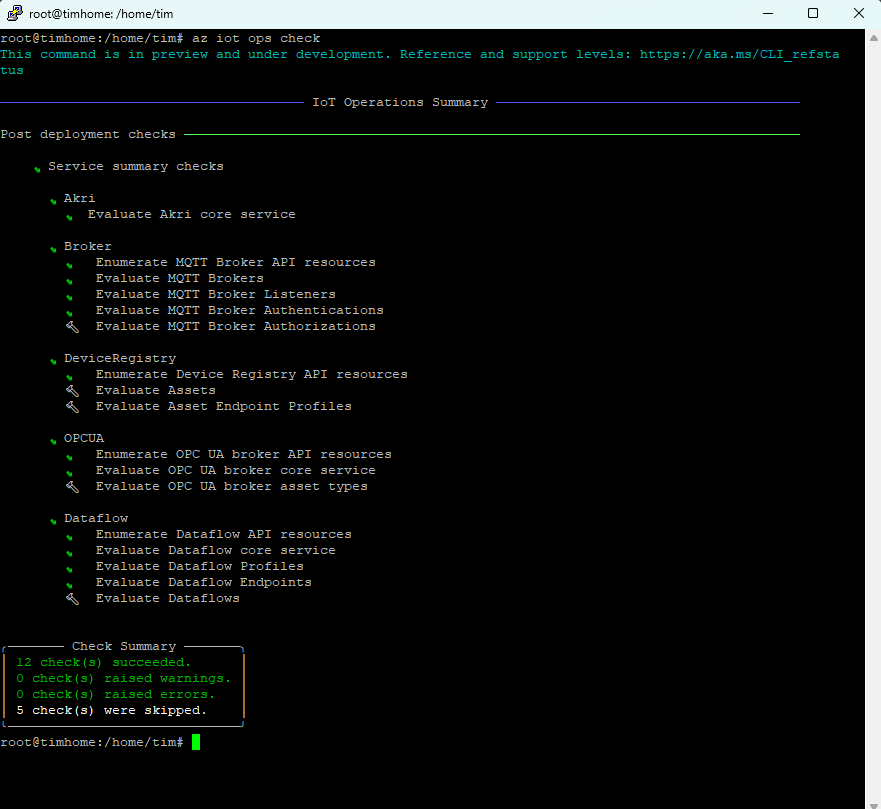 root@timhome: /home/tim
root@timhome:/home/tim# az iot ops check
This command is in preview and under development. Reference and support levels: https://aka.ms/CLI_refsta
tus
IoT Operations Summary
Post deployment checks
Service summary checks
Akri
Evaluate Akri core service
Broker
Enumerate MQTT Broker API resources
Evaluate MQTT Brokers
Evaluate MQTT Broker Listeners
Evaluate MQTT Broker Authentications
Evaluate MQTT Broker Authorizations
DeviceRegistry
Enumerate Device Registry API resources
Evaluate Assets
Evaluate Asset Endpoint Profiles
OPCUA
Enumerate OPC UA broker API resources
Evaluate OPC UA broker core service
Evaluate OPC UA broker asset types
Dataflow
Enumerate Dataflow API resources
Evaluate Dataflow core service
Evaluate Dataflow Profiles
Evaluate Dataflow Endpoints
Evaluate Dataflows
Check Summary
12 check(s) succeeded.
0 check(s) raised warnings.
0 check(s) raised errors.
5 check(s) were skipped.
root@timhome:/home/tim#